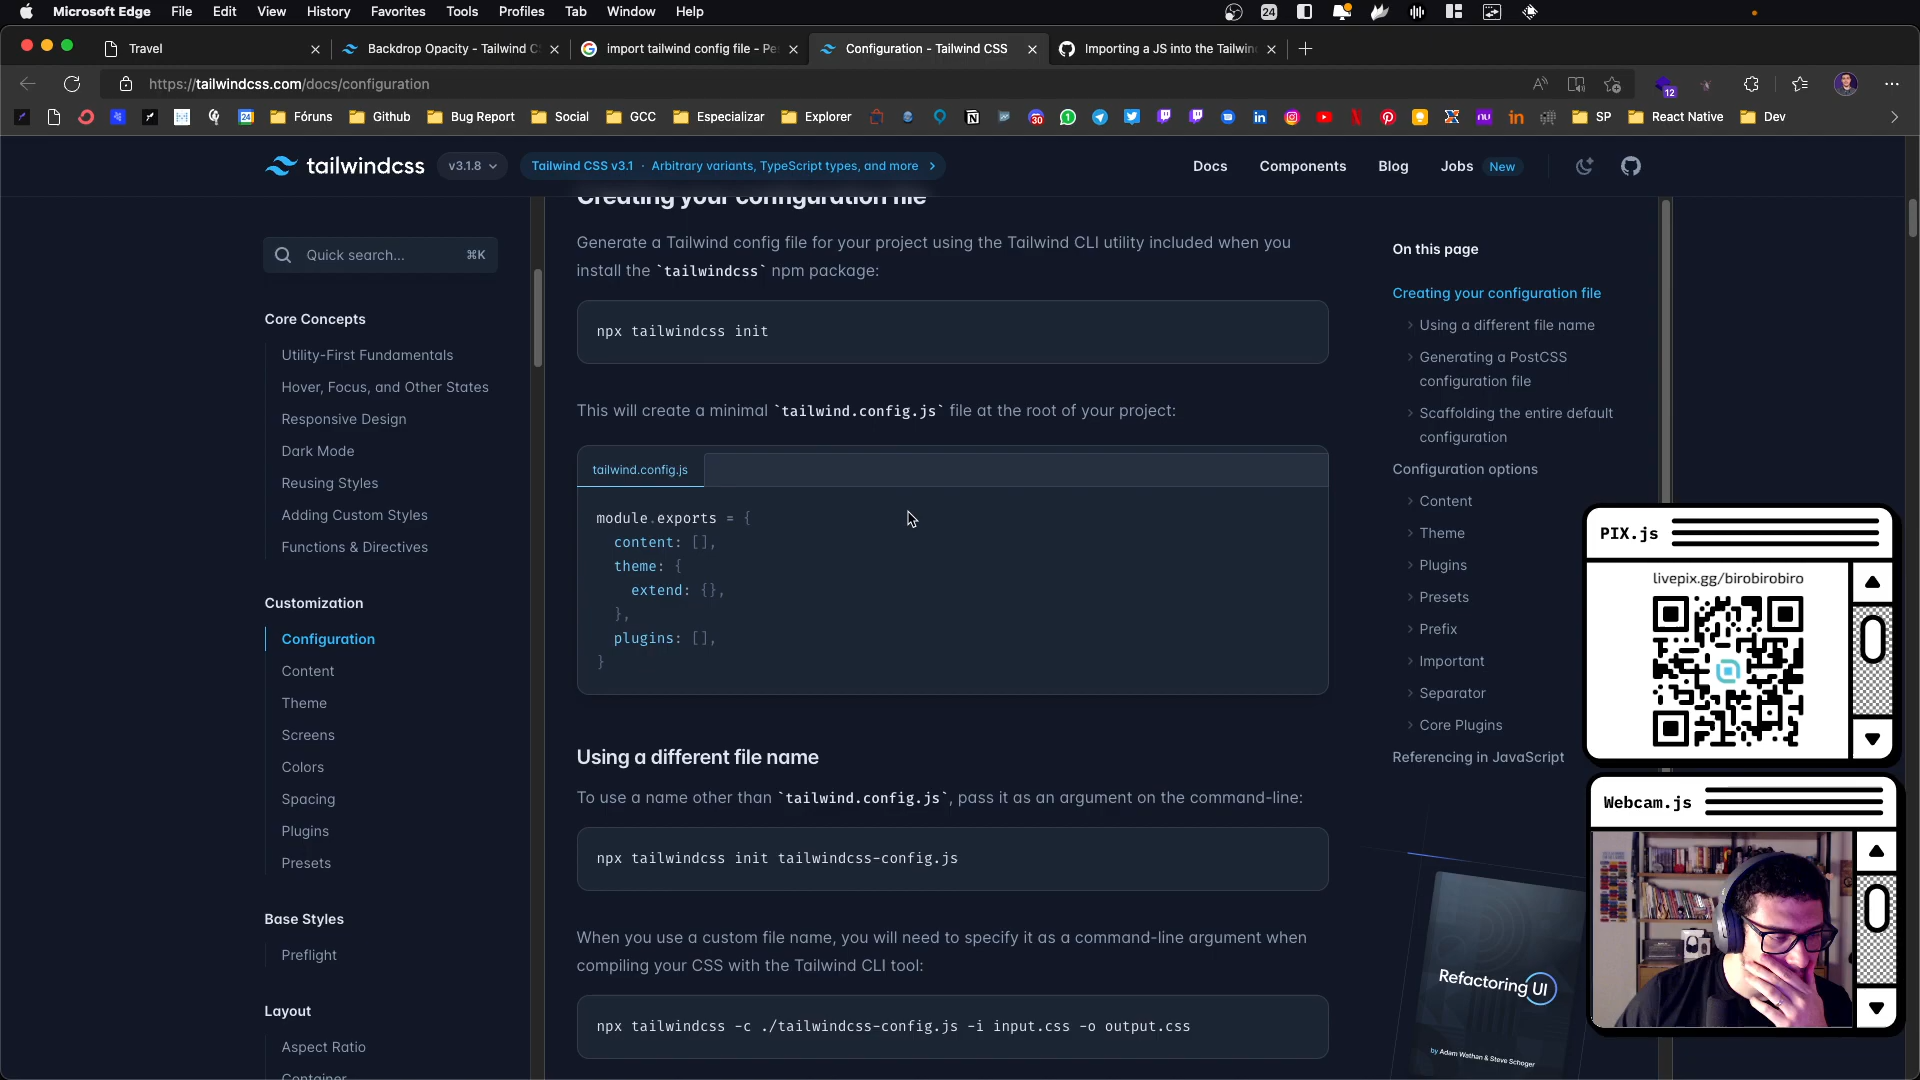 Microsoft Edge File Edit View History Favorites Tools Profiles Tab Window Help
24
Travel
Backdrop Opacity - Tailwind C
import tailwind config file - Pe
Configuration - Tailwind CSS
Importing a JS into the Tailwin
https://tailwindcss.com/docs/configuration
12
Fóruns
Github
Bug Report
Social
GCC
Especializar
Explorer
30
SP
React Native
Dev
tailwindcss
v3.1.8
Tailwind CSS v3.1 · Arbitrary variants, TypeScript types, and more
Docs
Components
Blog
Jobs
New
Quick search...
⌘K
Core Concepts
Utility-First Fundamentals
Hover, Focus, and Other States
Responsive Design
Dark Mode
Reusing Styles
Adding Custom Styles
Functions & Directives
Customization
Configuration
Content
Theme
Screens
Colors
Spacing
Plugins
Presets
Base Styles
Preflight
Layout
Aspect Ratio
Container
Creating your configuration file
Generate a Tailwind config file for your project using the Tailwind CLI utility included when you
install the `tailwindcss` npm package:
npx tailwindcss init
This will create a minimal `tailwind.config.js` file at the root of your project:
tailwind.config.js
module.exports = {
content: [],
theme: {
extend: {},
},
plugins: [],
}
Using a different file name
To use a name other than `tailwind.config.js`, pass it as an argument on the command-line:
npx tailwindcss init tailwindcss-config.js
When you use a custom file name, you will need to specify it as a command-line argument when
compiling your CSS with the Tailwind CLI tool:
npx tailwindcss -c ./tailwindcss-config.js -i input.css -o output.css
On this page
Creating your configuration file
Using a different file name
Generating a PostCSS
configuration file
Scaffolding the entire default
configuration
Configuration options
Content
Theme
Plugins
Presets
Prefix
Important
Separator
Core Plugins
Referencing in JavaScript
Refactoring UI
by Adam Wathan & Steve Schoger
PIX.js
livepix.gg/birobirobiro
Webcam.js